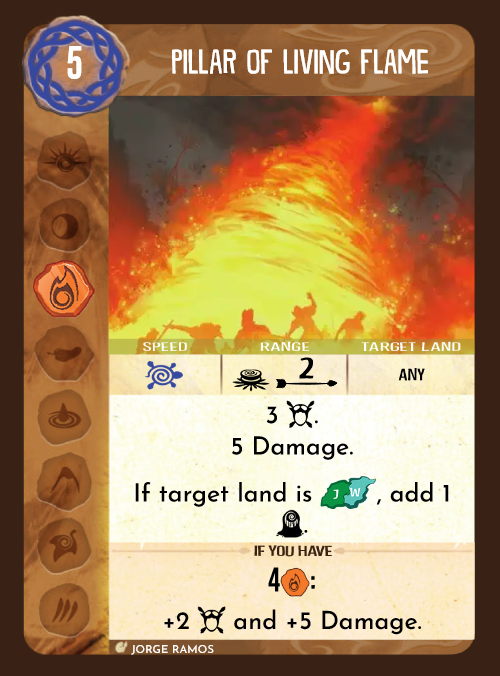 5
PILLAR OF LIVING FLAME
SPEED RANGE TARGET LAND
2 ANY
3 .
5 Damage.
If target land is J W , add 1
.
IF YOU HAVE
4 :
+2 and +5 Damage.
JORGE RAMOS